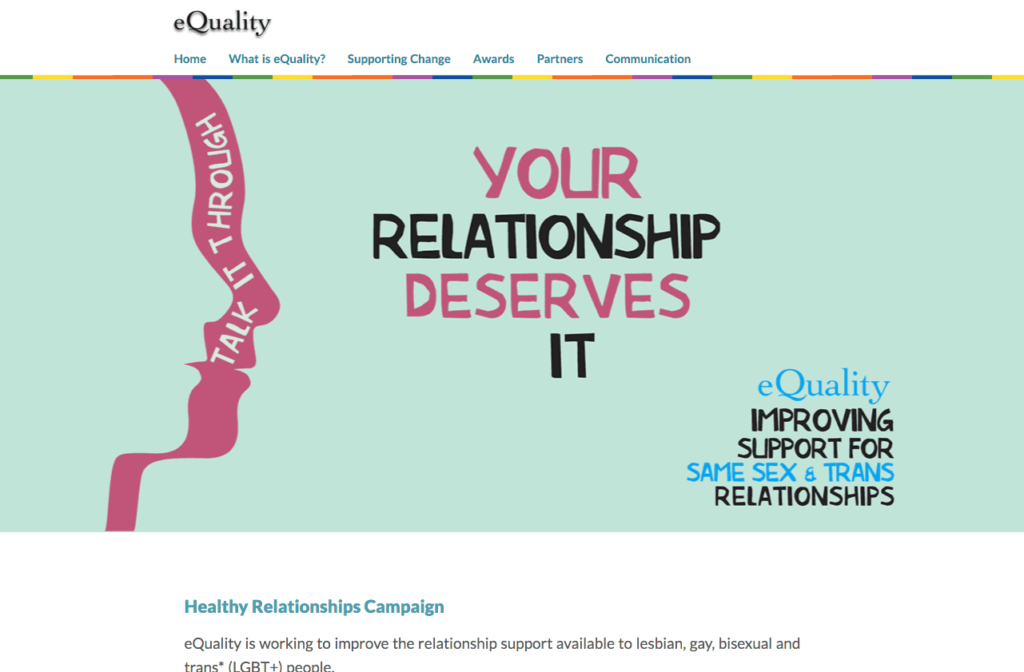 eQuality
Home What is eQuality? Supporting Change Awards Partners Communication
TALK IT THROUGH
YOUR
RELATIONSHIP
DESERVES
IT
eQuality
IMPROVING
SUPPORT FOR
SAME SEX & TRANS
RELATIONSHIPS
Healthy Relationships Campaign
eQuality is working to improve the relationship support available to lesbian, gay, bisexual and
trans* (LGBT+) people.